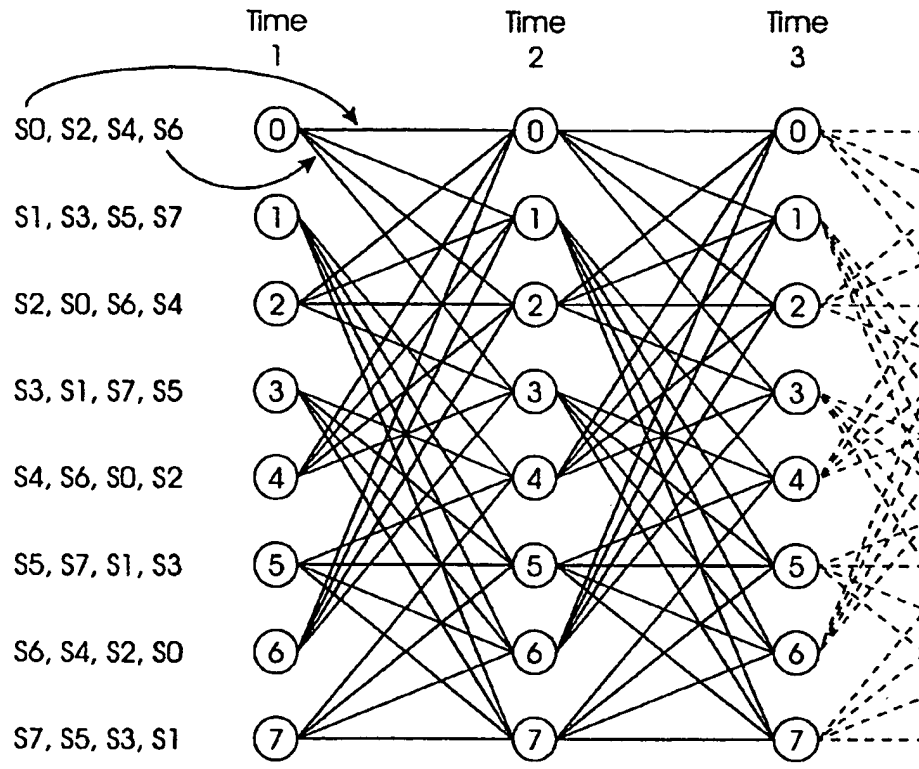 Time Time Time
1 2 3
S0, S2, S4, S6 0 0 0
S1, S3, S5, S7 1 1 1
S2, S0, S6, S4 2 2 2
S3, S1, S7, S5 3 3 3
S4, S6, S0, S2 4 4 4
S5, S7, S1, S3 5 5 5
S6, S4, S2, S0 6 6 6
S7, S5, S3, S1 7 7 7